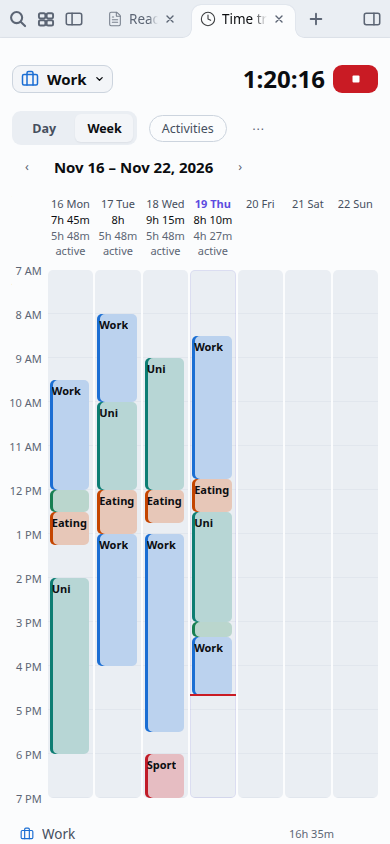 Reac
Time tr
Work
1:20:16
Day
Week
Activities
...
Nov 16 – Nov 22, 2026
16 Mon 17 Tue 18 Wed 19 Thu 20 Fri 21 Sat 22 Sun
7h 45m 8h 9h 15m 8h 10m
5h 48m 5h 48m 5h 48m 4h 27m
active active active active
7 AM
8 AM
Work
Work
9 AM
Uni
Work
10 AM
Uni
11 AM
12 PM
Eating
Eating Eating
Eating Uni
1 PM
Work Work
2 PM
Uni
3 PM
Work
4 PM
5 PM
6 PM
Sport
7 PM
Work 16h 35m